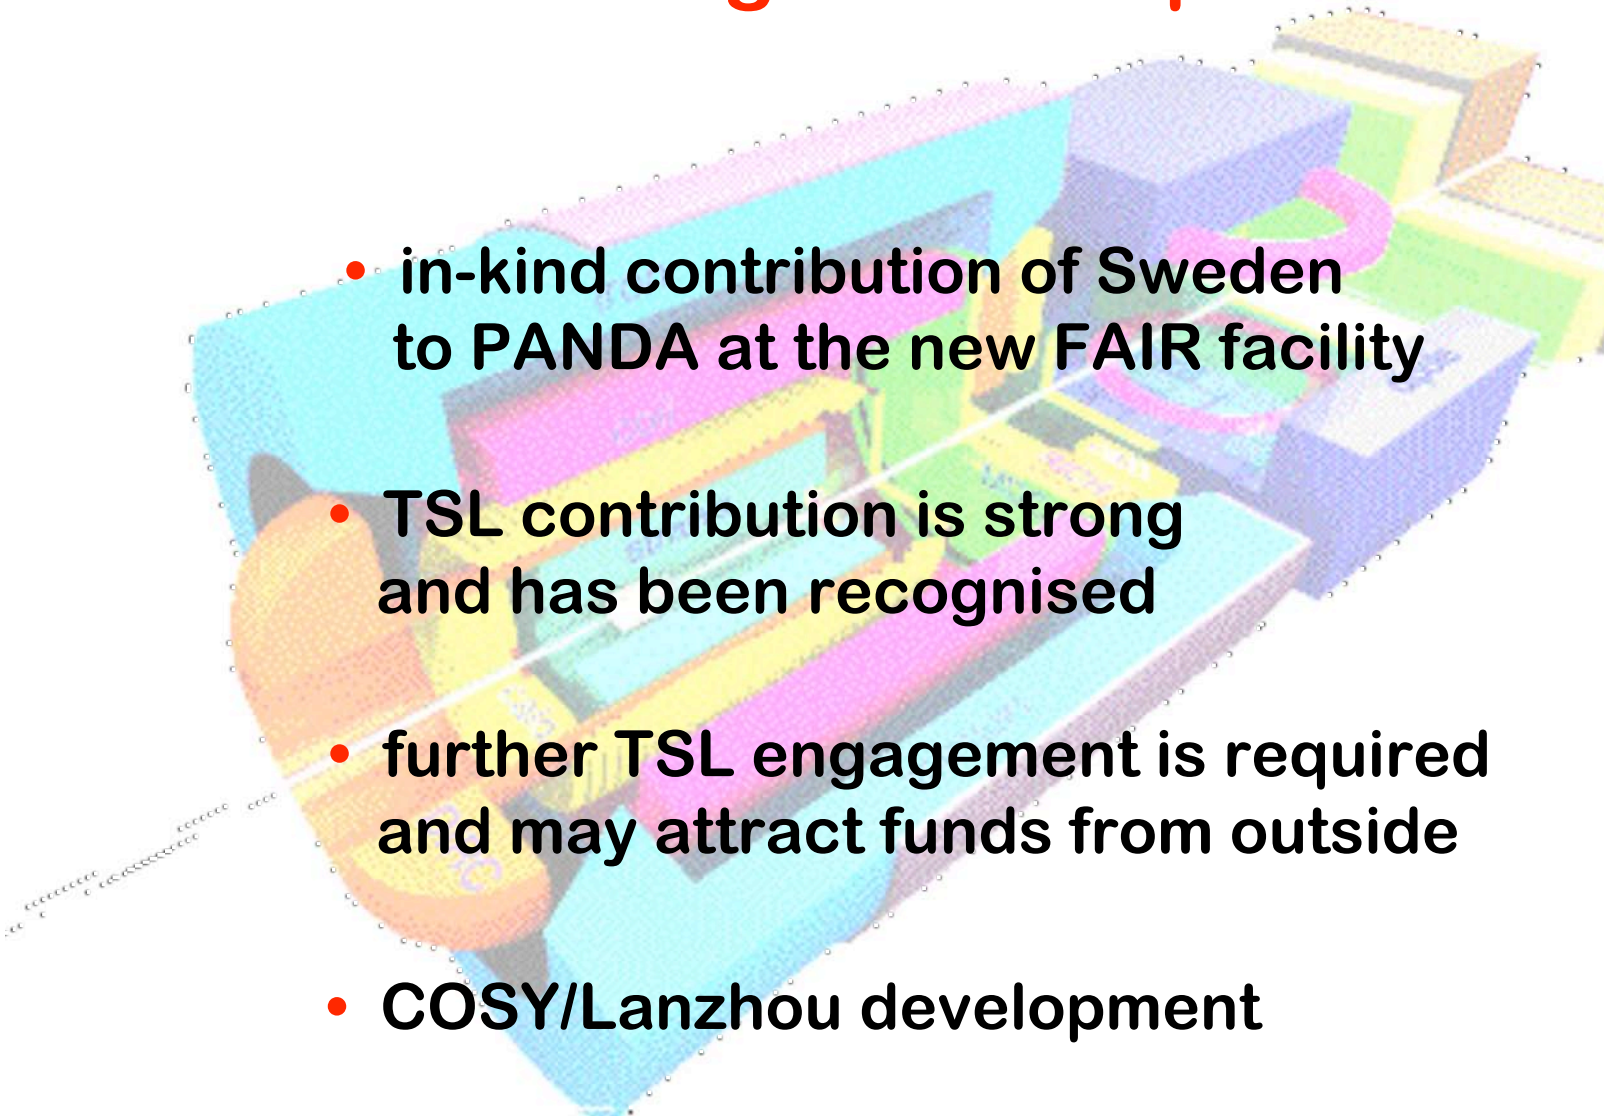 • in-kind contribution of Sweden
to PANDA at the new FAIR facility
• TSL contribution is strong
and has been recognised
• further TSL engagement is required
and may attract funds from outside
• COSY/Lanzhou development